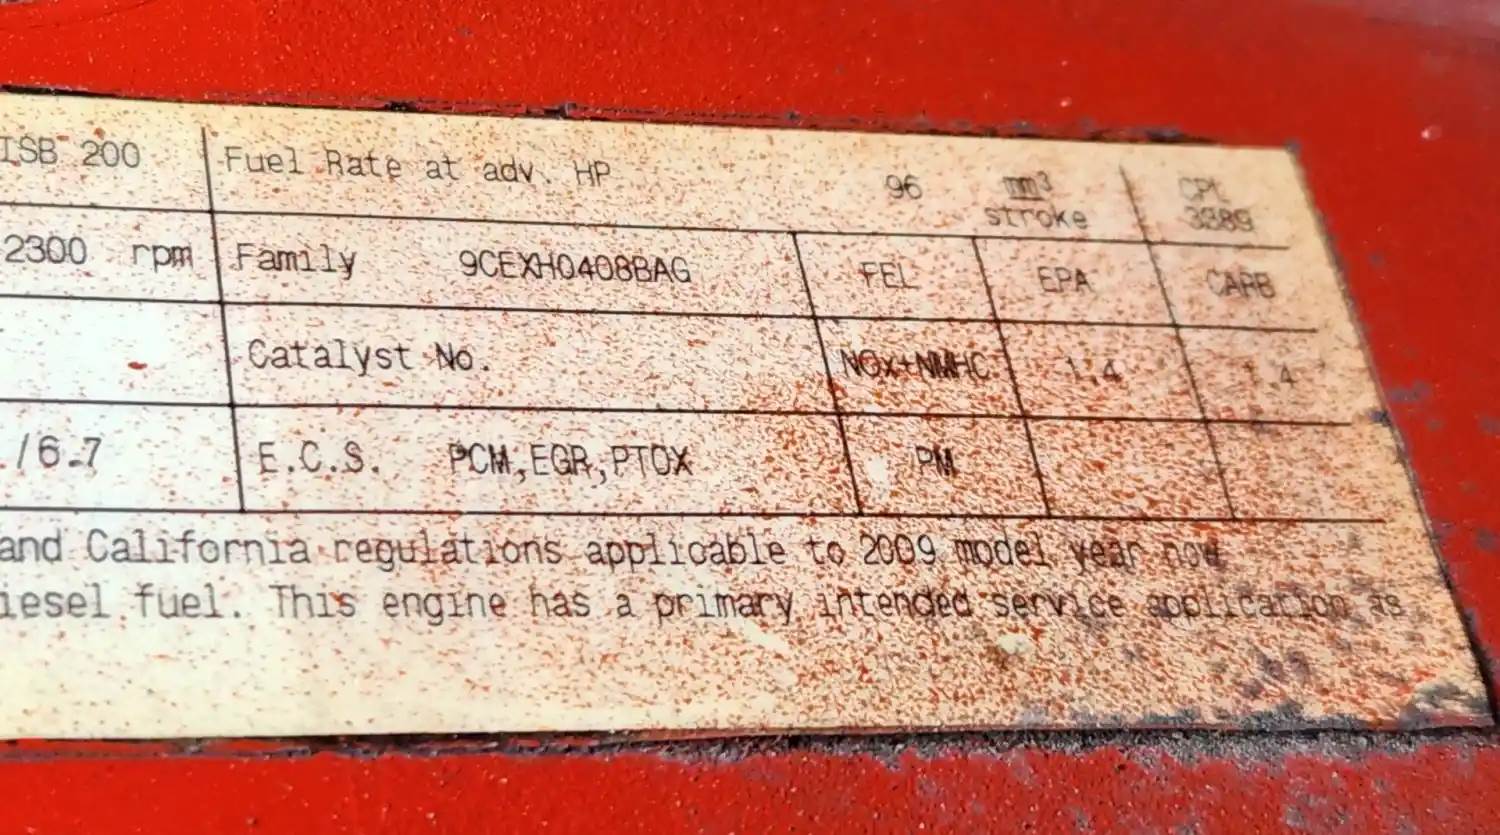 ISB 200 Fuel Rate at adv. HP 96 mm³ CPL
stroke 3389
2300 rpm Family 9CEXH0408BAG FEL EPA CARB
Catalyst No. NOx+NMHC 1.4 1.4
/6.7 E.C.S. PCM,EGR,PTOX PM
and California regulations applicable to 2009 model year new
iesel fuel. This engine has a primary intended service application as